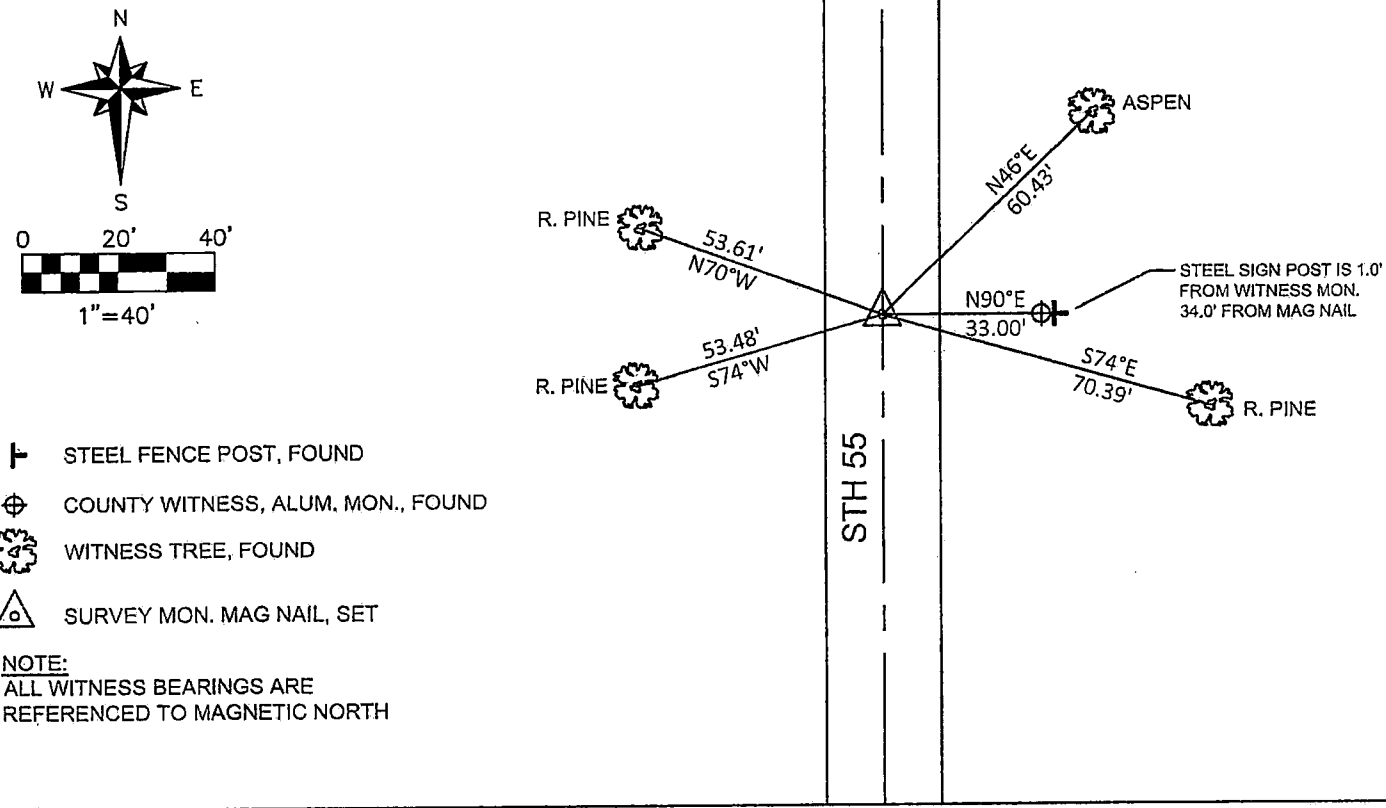 N
W
E
S
0 20' 40'
1"=40'
ASPEN
N46°E
60.43'
R. PINE
53.61'
N70°W
STEEL SIGN POST IS 1.0'
FROM WITNESS MON.
34.0' FROM MAG NAIL
N90°E
33.00'
R. PINE
53.48'
S74°W
S74°E
70.39'
R. PINE
STH 55
STEEL FENCE POST, FOUND
COUNTY WITNESS, ALUM. MON., FOUND
WITNESS TREE, FOUND
SURVEY MON. MAG NAIL, SET
NOTE:
ALL WITNESS BEARINGS ARE
REFERENCED TO MAGNETIC NORTH